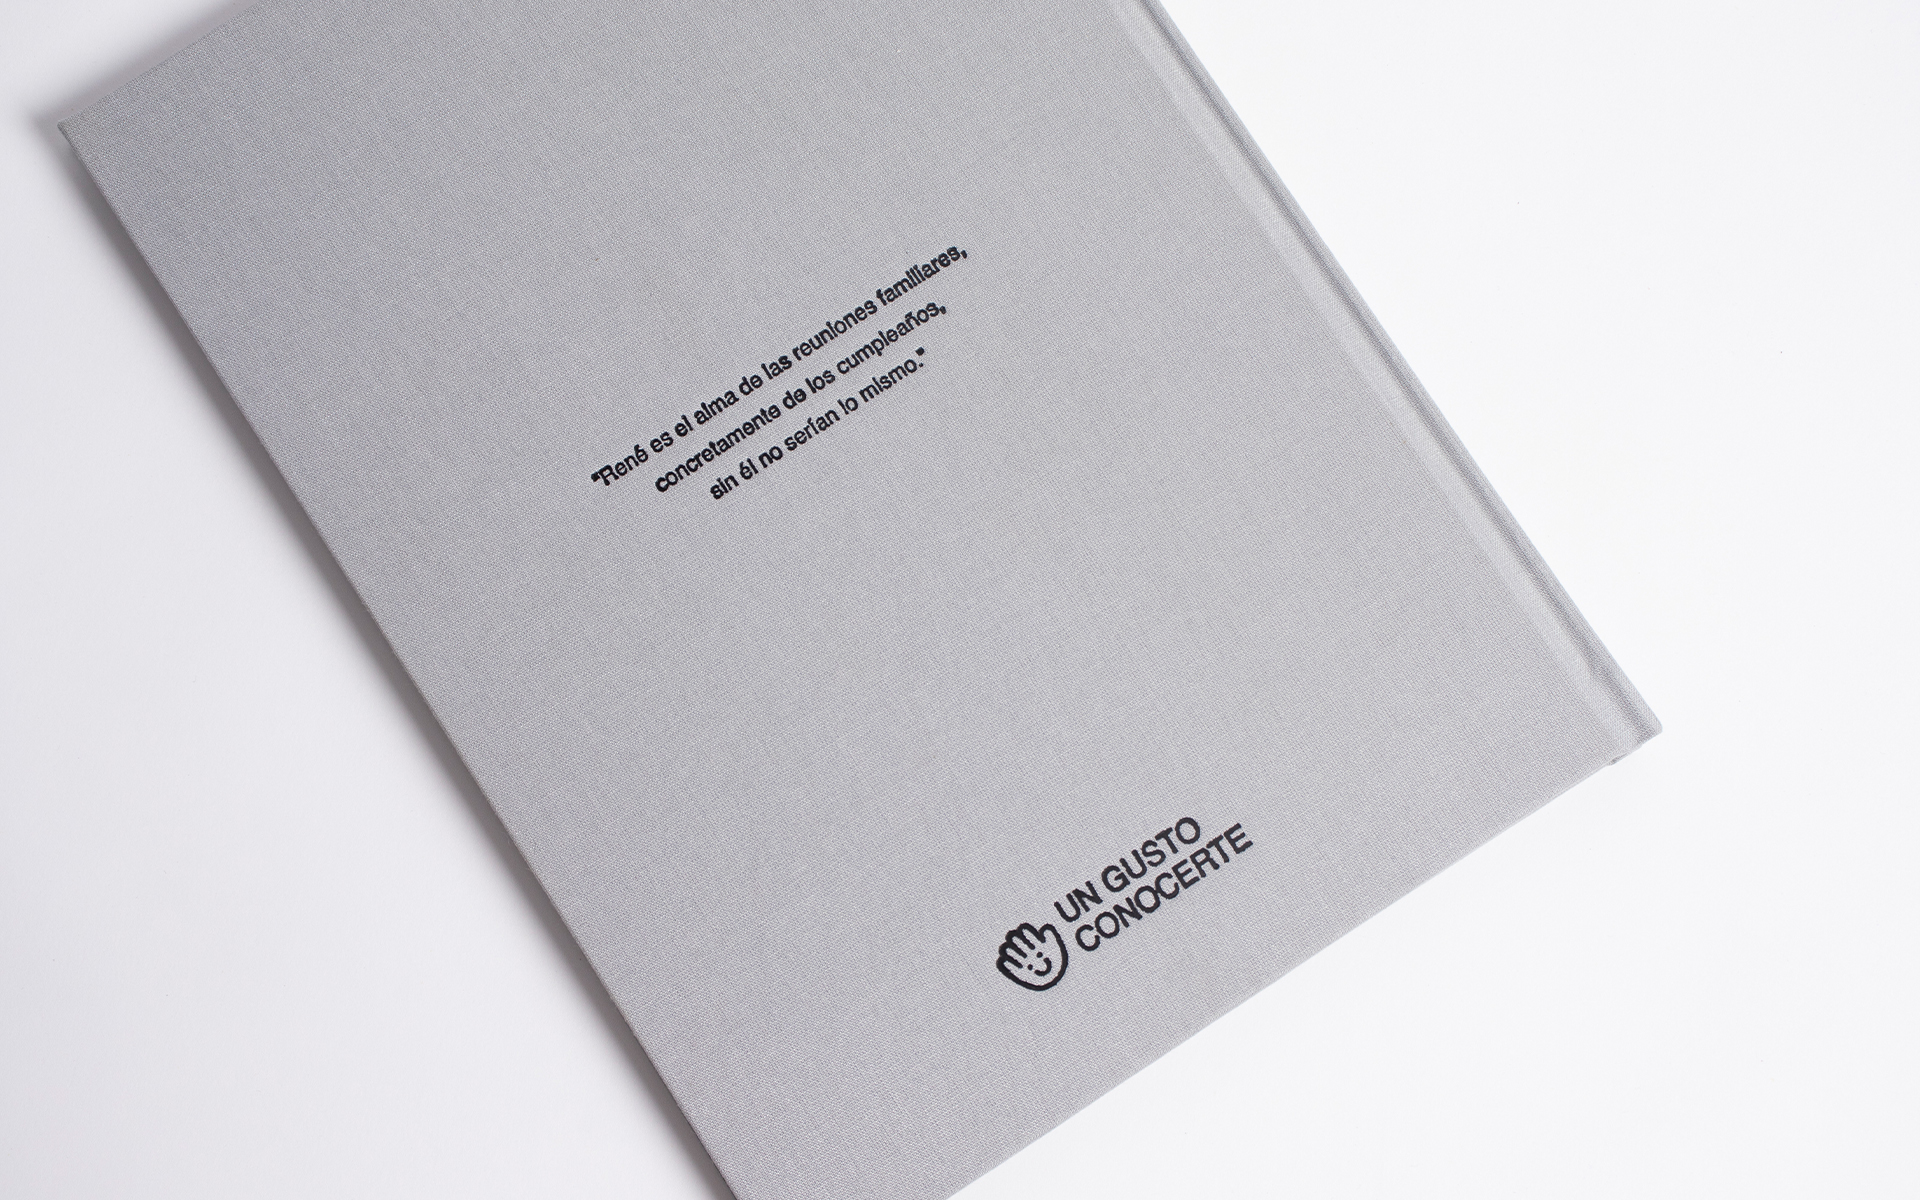 "René es el alma de las reuniones familiares,
concretamente de los cumpleaños,
sin él no serían lo mismo."
UN GUSTO
CONOCERTE